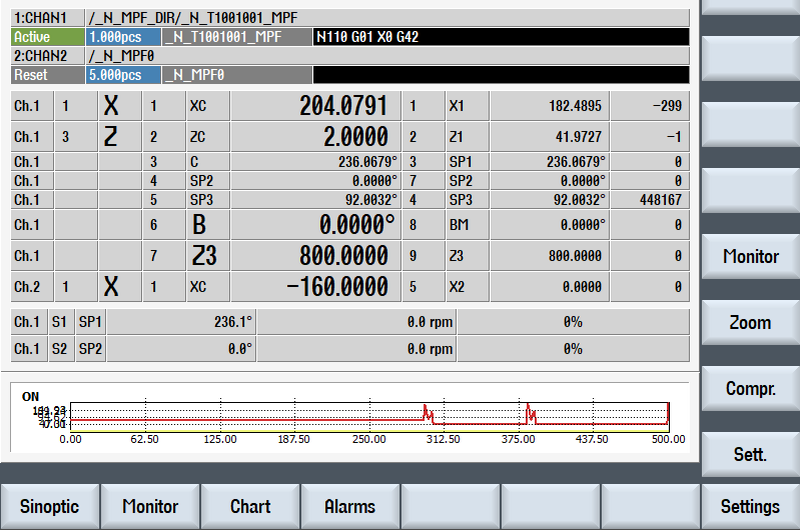 1:CHAN1 /_N_MPF_DIR/_N_T1001001_MPF
Active 1.000pcs _N_T1001001_MPF N110 G01 X0 G42
2:CHAN2 /_N_MPF0
Reset 5.000pcs _N_MPF0
Ch.1 1 X 1 XC 204.0791 1 X1 182.4895 -299
Ch.1 3 Z 2 ZC 2.0000 2 Z1 41.9727 -1
Ch.1 3 C 236.0679° 3 SP1 236.0679° 0
Ch.1 4 SP2 0.0000° 7 SP2 0.0000° 0
Ch.1 5 SP3 92.0032° 4 SP3 92.0032° 448167
Ch.1 6 B 0.0000° 8 BM 0.0000° 0
Ch.1 7 Z3 800.0000 9 Z3 800.0000 0
Ch.2 1 X 1 XC -160.0000 5 X2 0.0000 0
Ch.1 S1 SP1 236.1° 0.0 rpm 0%
Ch.1 S2 SP2 0.0° 0.0 rpm 0%
ON
0.00 62.50 125.00 187.50 250.00 312.50 375.00 437.50 500.00
Monitor
Zoom
Compr.
Sett.
Sinoptic Monitor Chart Alarms Settings